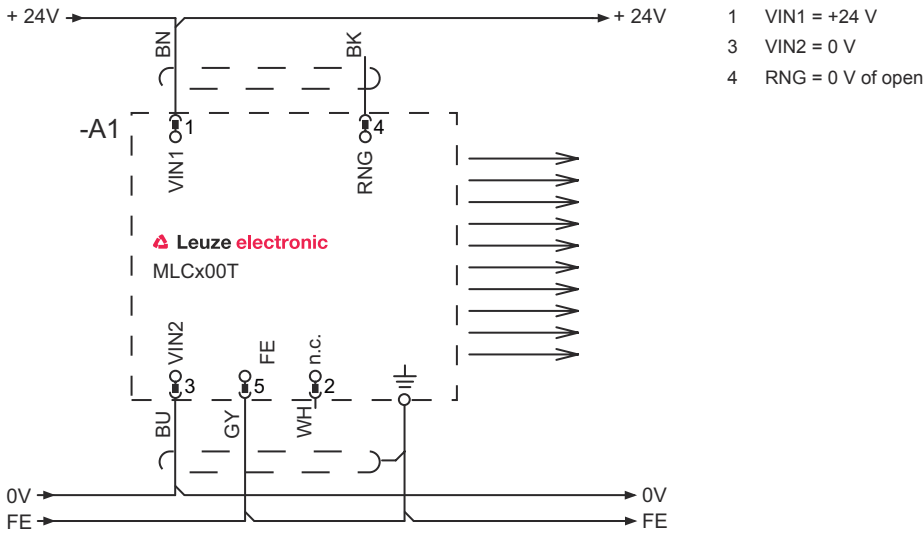 + 24V
+ 24V
1 VIN1 = +24 V
3 VIN2 = 0 V
4 RNG = 0 V of open
BN
BK
-A1
1
4
VIN1
RNG
Leuze electronic
MLCx00T
VIN2
FE
n.c.
3
5
2
BU
GY
WH
0V
0V
FE
FE